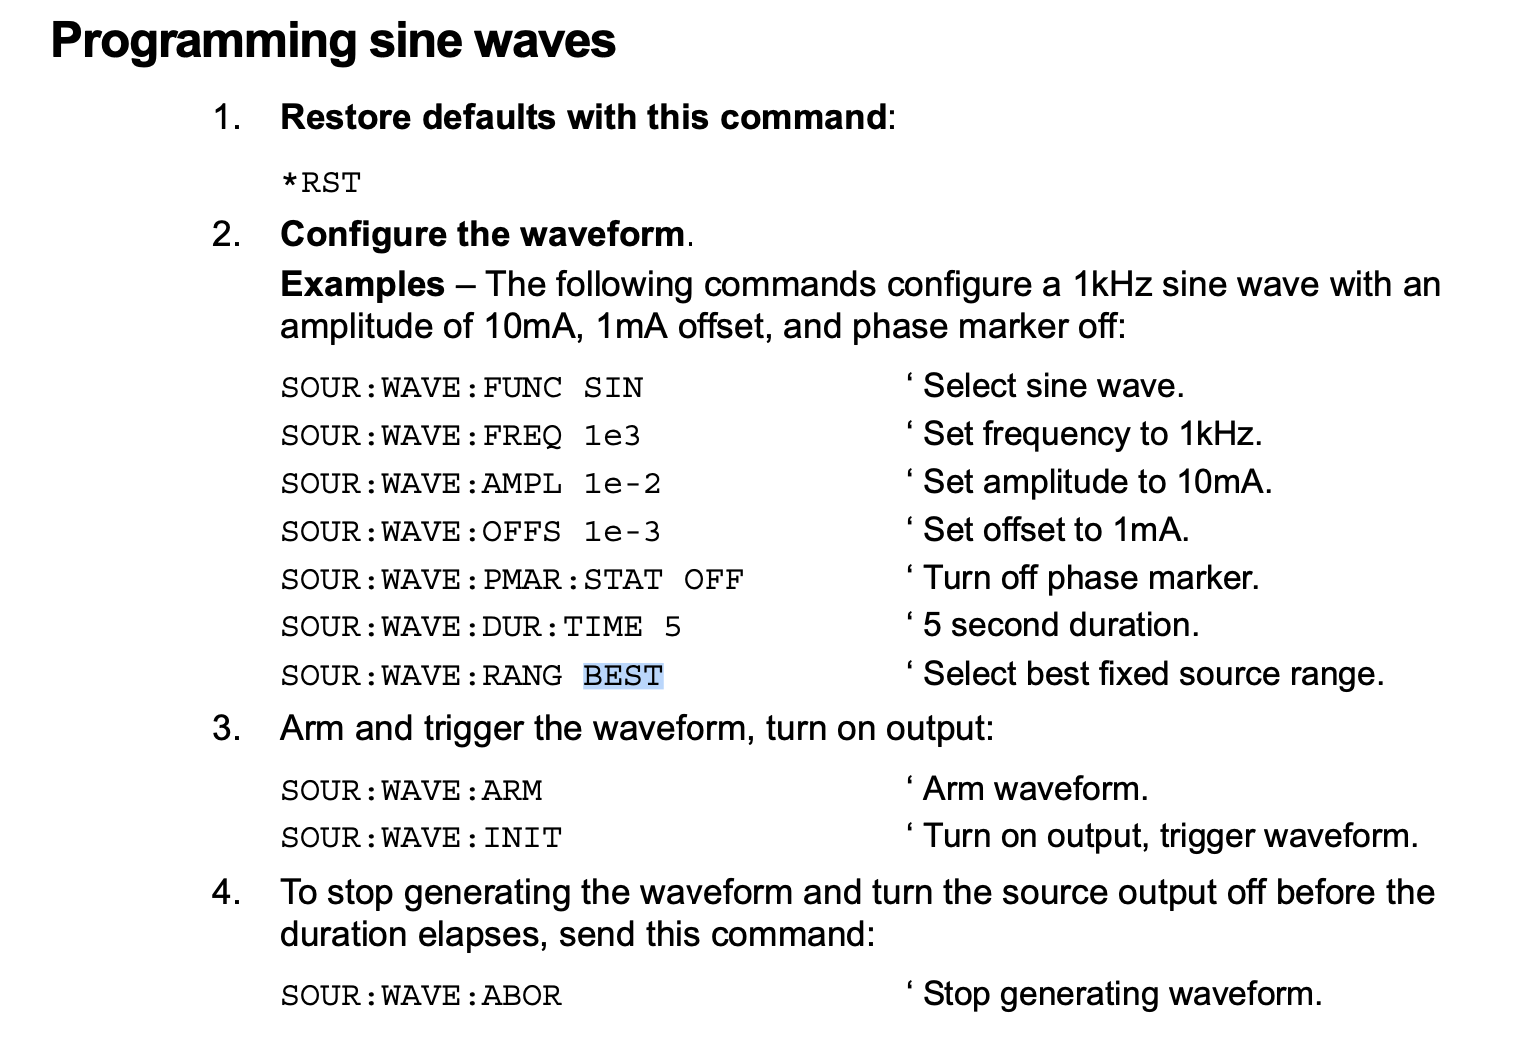 Programming sine waves
1. Restore defaults with this command:
*RST
2. Configure the waveform.
Examples – The following commands configure a 1kHz sine wave with an
amplitude of 10mA, 1mA offset, and phase marker off:
SOUR:WAVE:FUNC SIN ‘ Select sine wave.
SOUR:WAVE:FREQ 1e3 ‘ Set frequency to 1kHz.
SOUR:WAVE:AMPL 1e-2 ‘ Set amplitude to 10mA.
SOUR:WAVE:OFFS 1e-3 ‘ Set offset to 1mA.
SOUR:WAVE:PMAR:STAT OFF ‘ Turn off phase marker.
SOUR:WAVE:DUR:TIME 5 ‘ 5 second duration.
SOUR:WAVE:RANG BEST ‘ Select best fixed source range.
3. Arm and trigger the waveform, turn on output:
SOUR:WAVE:ARM ‘ Arm waveform.
SOUR:WAVE:INIT ‘ Turn on output, trigger waveform.
4. To stop generating the waveform and turn the source output off before the
duration elapses, send this command:
SOUR:WAVE:ABOR ‘ Stop generating waveform.